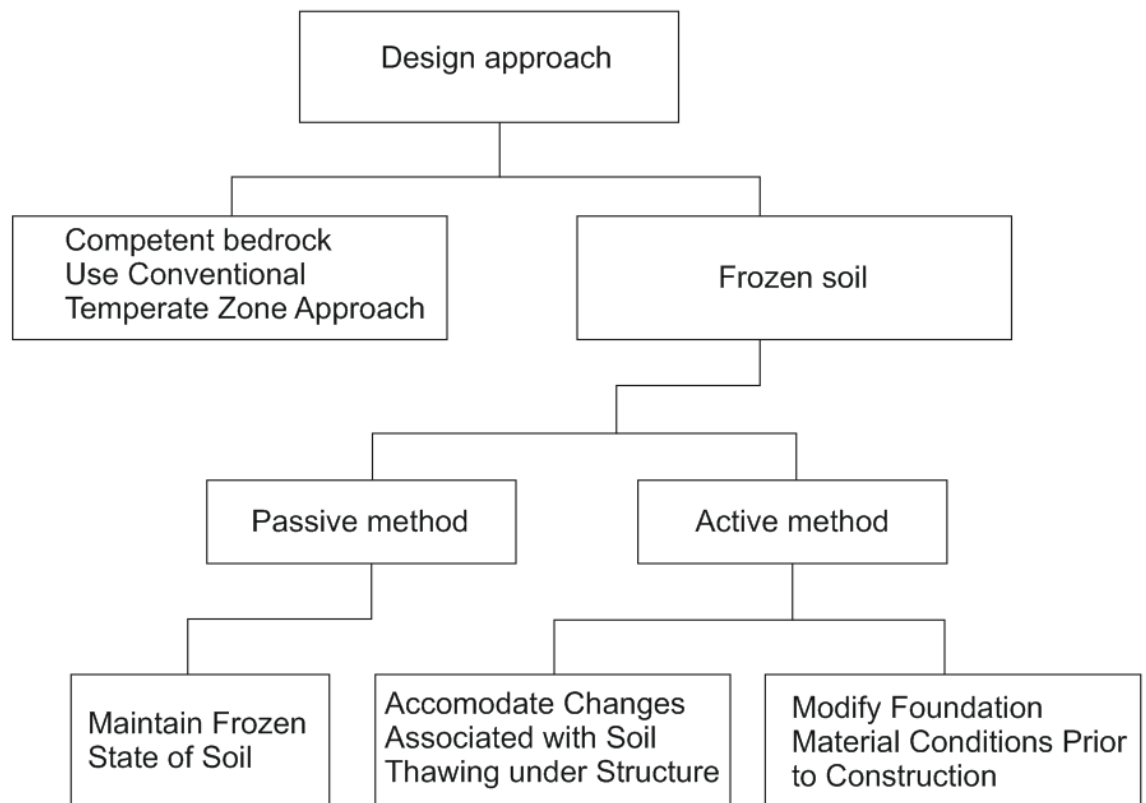 Design approach
Competent bedrock
Use Conventional
Temperate Zone Approach
Frozen soil
Passive method
Active method
Maintain Frozen
State of Soil
Accomodate Changes
Associated with Soil
Thawing under Structure
Modify Foundation
Material Conditions Prior
to Construction